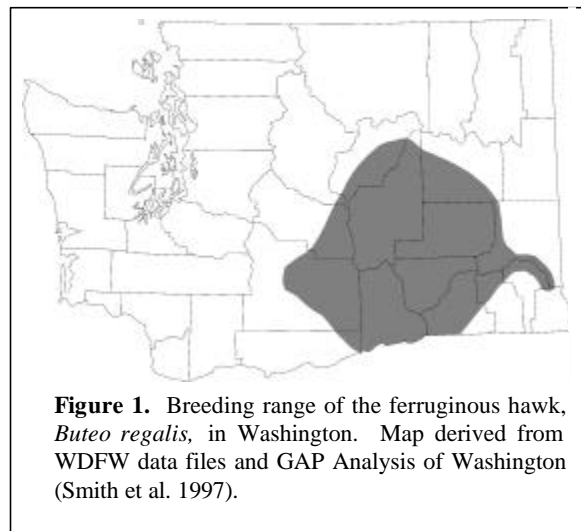 Figure 1. Breeding range of the ferruginous hawk,
Buteo regalis, in Washington. Map derived from
WDFW data files and GAP Analysis of Washington
(Smith et al. 1997).